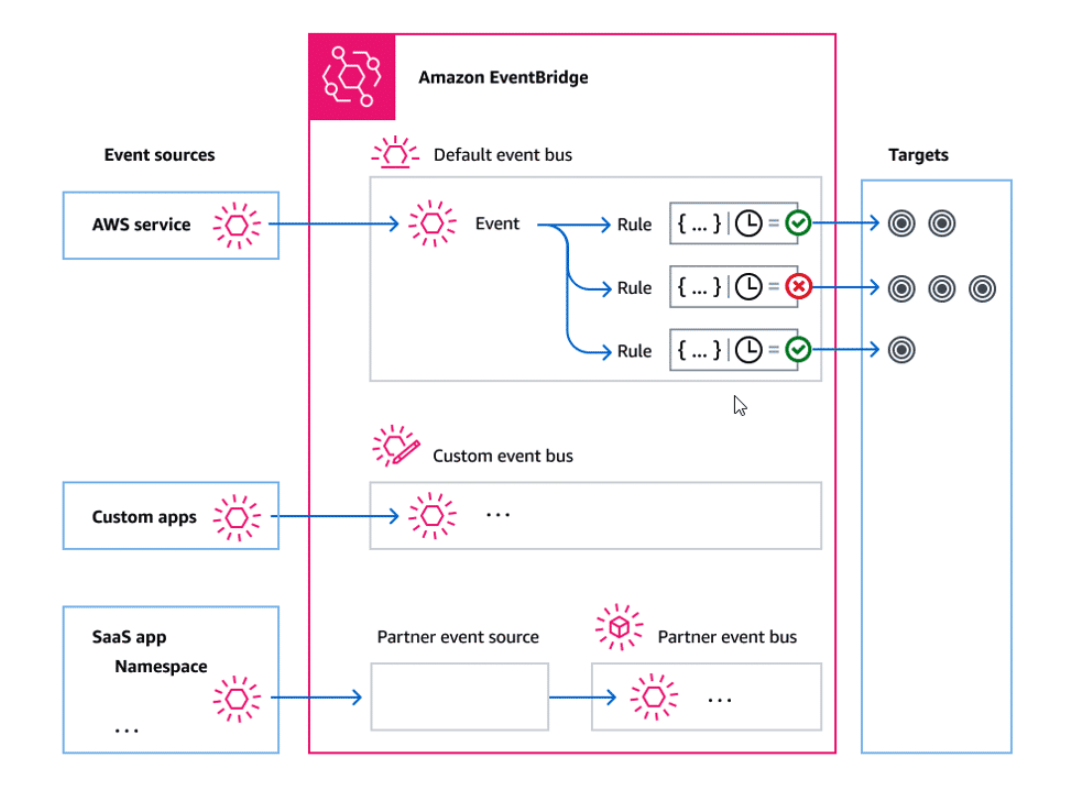 Amazon EventBridge
Event sources
Default event bus
Targets
AWS service
Event
Rule
{ ... } | =
Rule
{ ... } | =
Rule
{ ... } | =
Custom event bus
Custom apps
...
SaaS app
Namespace
...
Partner event source
Partner event bus
...